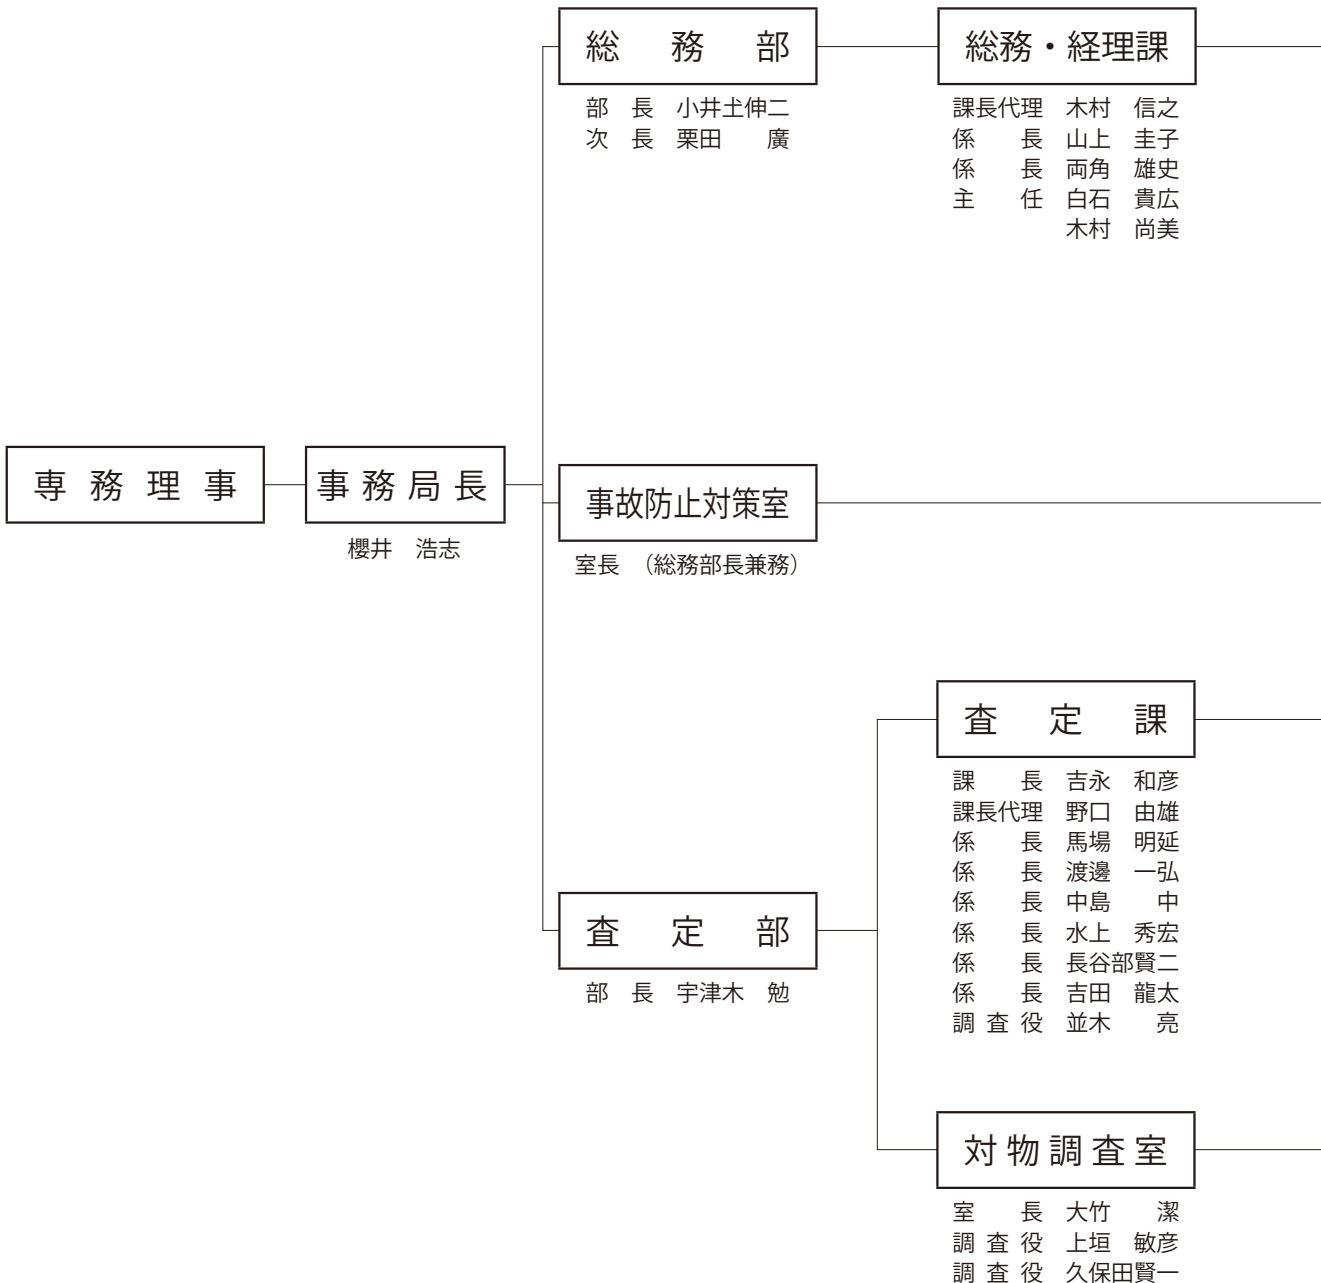 総務部
部長 小井圡伸二
次長 栗田 廣
総務・経理課
課長代理 木村 信之
係長 山上 圭子
係長 両角 雄史
主任 白石 貴広
木村 尚美
専務理事
事務局長
櫻井 浩志
事故防止対策室
室長 （総務部長兼務）
査定部
部長 宇津木 勉
査定課
課長 吉永 和彦
課長代理 野口 由雄
係長 馬場 明延
係長 渡邊 一弘
係長 中島 中
係長 水上 秀宏
係長 長谷部賢二
係長 吉田 龍太
調査役 並木 亮
対物調査室
室長 大竹 潔
調査役 上垣 敏彦
調査役 久保田賢一